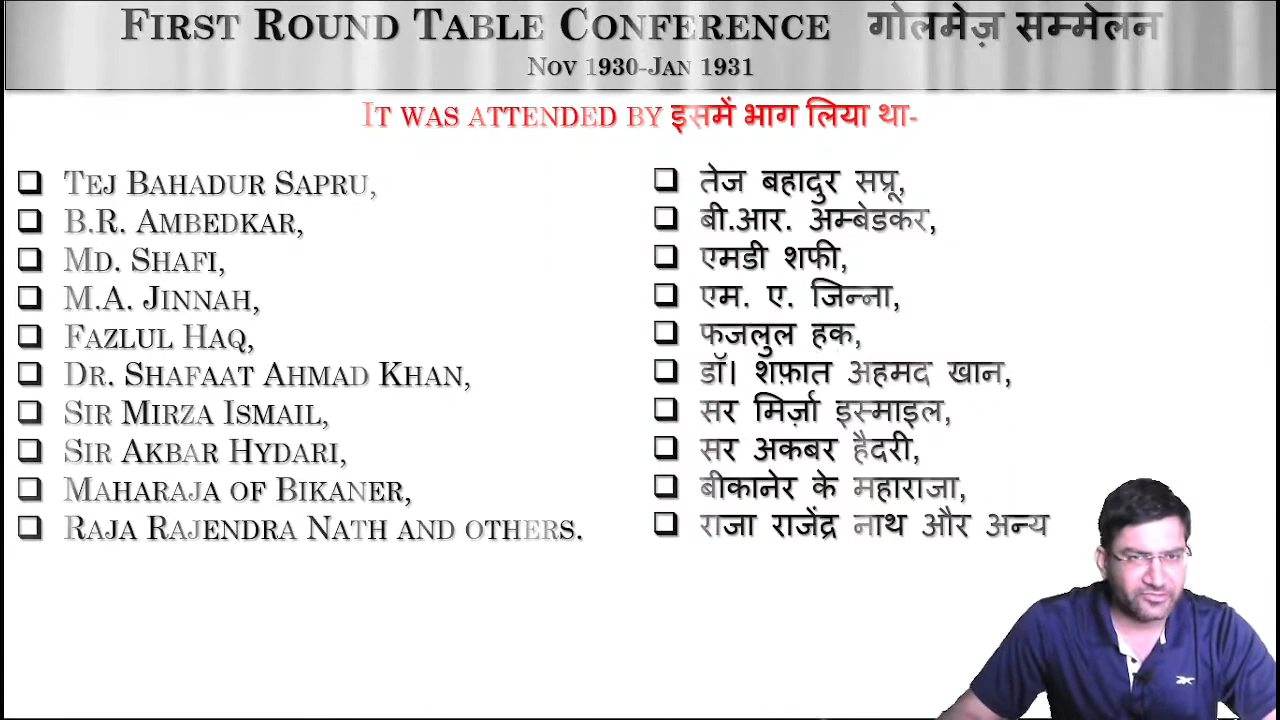 FIRST ROUND TABLE CONFERENCE गोलमेज़ सम्मेलन
NOV 1930-JAN 1931
IT WAS ATTENDED BY इसमें भाग लिया था-
❑ TEJ BAHADUR SAPRU,
❑ B.R. AMBEDKAR,
❑ MD. SHAFI,
❑ M.A. JINNAH,
❑ FAZLUL HAQ,
❑ DR. SHAFAAT AHMAD KHAN,
❑ SIR MIRZA ISMAIL,
❑ SIR AKBAR HYDARI,
❑ MAHARAJA OF BIKANER,
❑ RAJA RAJENDRA NATH AND OTHERS.
❑ तेज बहादुर सप्रू,
❑ बी.आर. अम्बेडकर,
❑ एमडी शफी,
❑ एम. ए. जिन्ना,
❑ फजलुल हक,
❑ डॉ। शफ़ात अहमद खान,
❑ सर मिर्ज़ा इस्माइल,
❑ सर अकबर हैदरी,
❑ बीकानेर के महाराजा,
❑ राजा राजेंद्र नाथ और अन्य